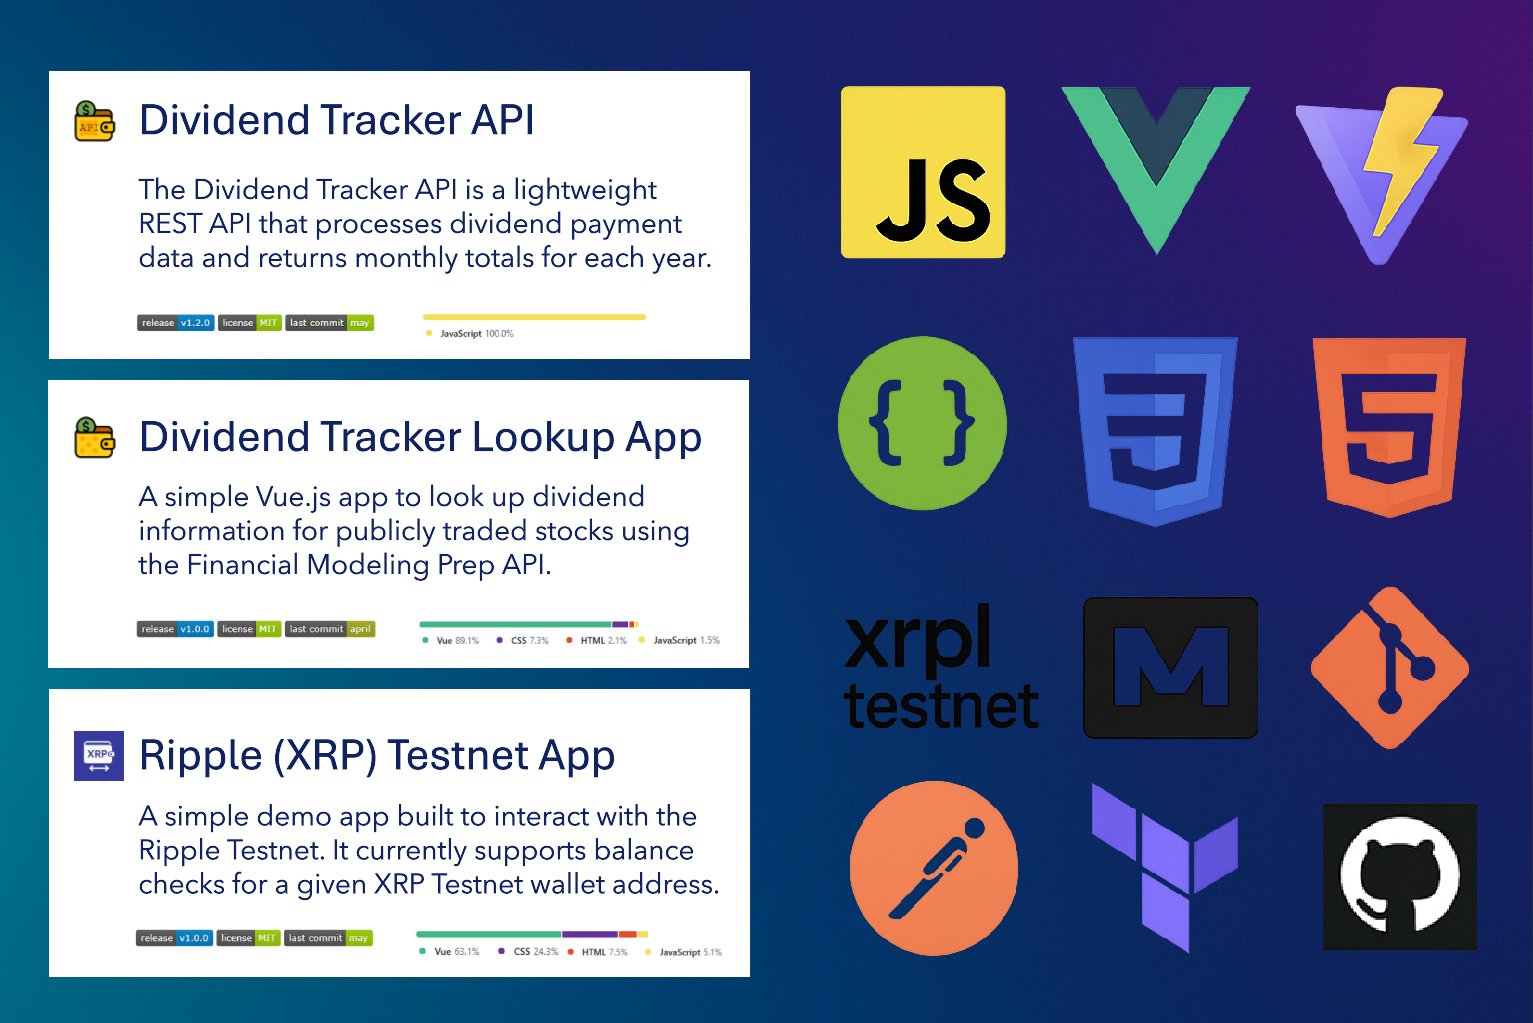 API
Dividend Tracker API
The Dividend Tracker API is a lightweight
REST API that processes dividend payment
data and returns monthly totals for each year.
release v1.2.0 license MIT last commit may
JavaScript 100.0%
Dividend Tracker Lookup App
A simple Vue.js app to look up dividend
information for publicly traded stocks using
the Financial Modeling Prep API.
release v1.0.0 license MIT last commit april
Vue 89.1% CSS 7.3% HTML 2.1% JavaScript 1.5%
XRP
Ripple (XRP) Testnet App
A simple demo app built to interact with the
Ripple Testnet. It currently supports balance
checks for a given XRP Testnet wallet address.
release v1.0.0 license MIT last commit may
Vue 63.1% CSS 24.3% HTML 7.5% JavaScript 5.1%
JS
{ }
3
5
xrpl
testnet
M